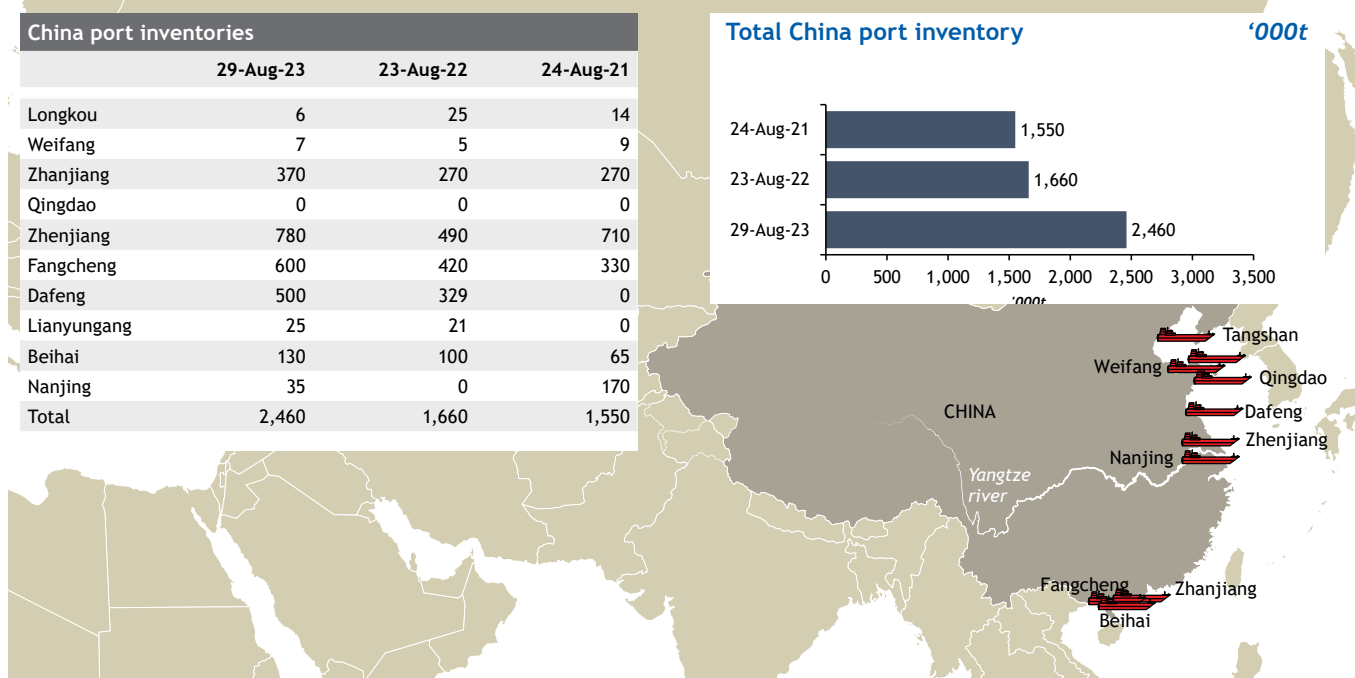 China port inventories
29-Aug-23 23-Aug-22 24-Aug-21
Longkou 6 25 14
Weifang 7 5 9
Zhanjiang 370 270 270
Qingdao 0 0 0
Zhenjiang 780 490 710
Fangcheng 600 420 330
Dafeng 500 329 0
Lianyungang 25 21 0
Beihai 130 100 65
Nanjing 35 0 170
Total 2,460 1,660 1,550
Total China port inventory ‘000t
24-Aug-21 1,550
23-Aug-22 1,660
29-Aug-23 2,460
0 500 1,000 1,500 2,000 2,500 3,000 3,500
'000t
Tangshan
Weifang
Qingdao
CHINA
Dafeng
Zhenjiang
Nanjing
Yangtze
river
Fangcheng
Zhanjiang
Beihai